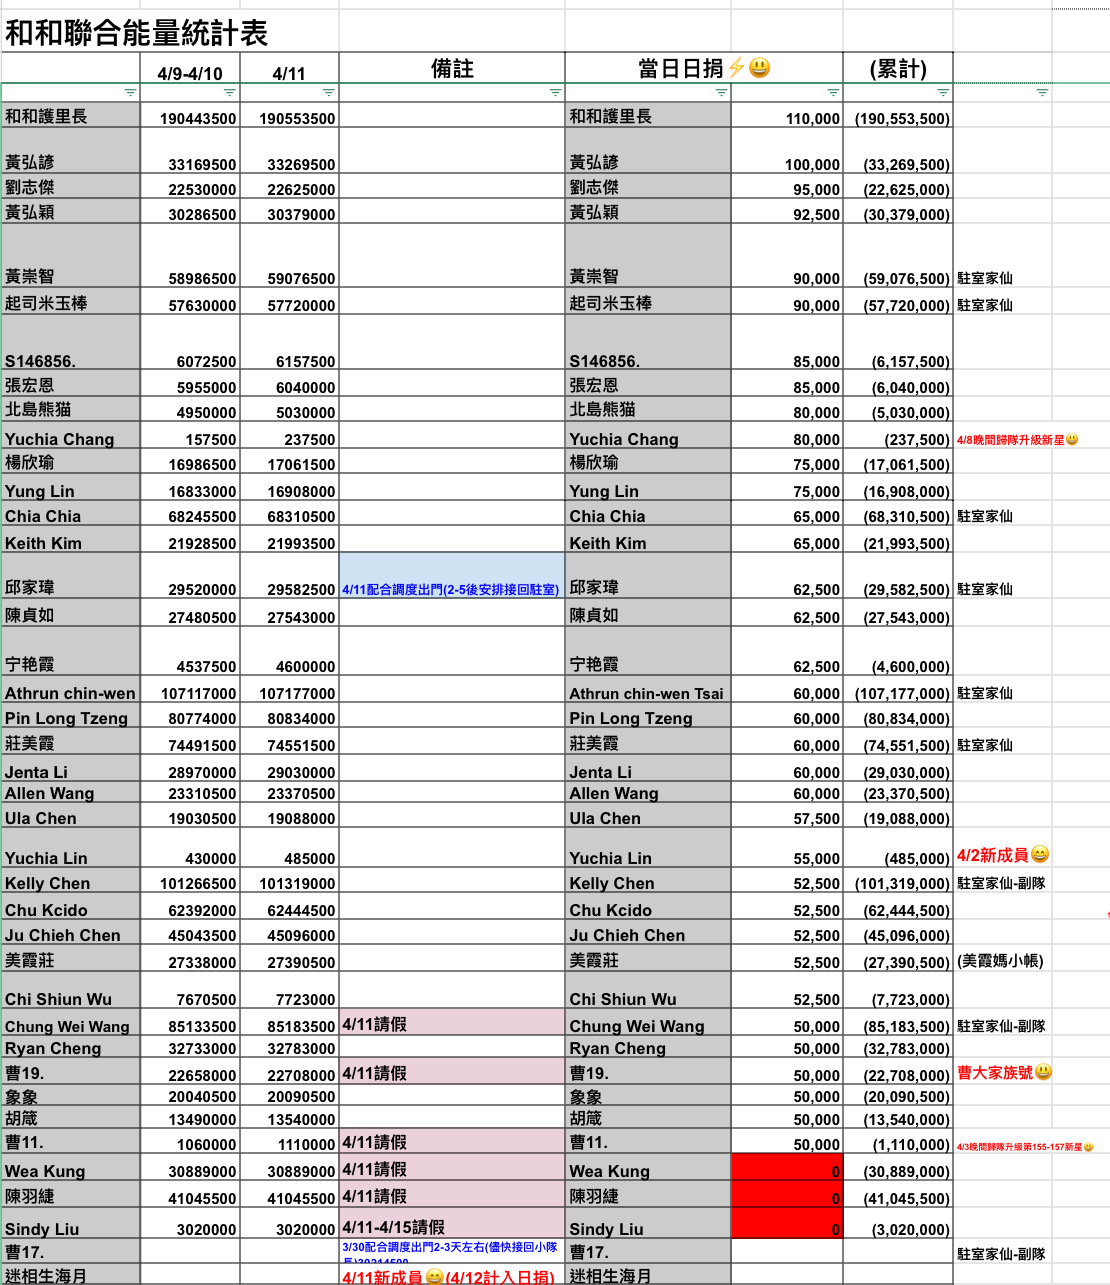 和和聯合能量統計表
4/9-4/10 4/11 備註 當日日捐⚡😃 (累計)
和和護里長 190443500 190553500 和和護里長 110,000 (190,553,500)
黃弘諺 33169500 33269500 黃弘諺 100,000 (33,269,500)
劉志傑 22530000 22625000 劉志傑 95,000 (22,625,000)
黃弘穎 30286500 30379000 黃弘穎 92,500 (30,379,000)
黃崇智 58986500 59076500 黃崇智 90,000 (59,076,500) 駐室家仙
起司米玉棒 57630000 57720000 起司米玉棒 90,000 (57,720,000) 駐室家仙
S146856. 6072500 6157500 S146856. 85,000 (6,157,500)
張宏恩 5955000 6040000 張宏恩 85,000 (6,040,000)
北島熊猫 4950000 5030000 北島熊猫 80,000 (5,030,000)
Yuchia Chang 157500 237500 Yuchia Chang 80,000 (237,500) 4/8晚間歸隊升級新星😃
楊欣瑜 16986500 17061500 楊欣瑜 75,000 (17,061,500)
Yung Lin 16833000 16908000 Yung Lin 75,000 (16,908,000)
Chia Chia 68245500 68310500 Chia Chia 65,000 (68,310,500) 駐室家仙
Keith Kim 21928500 21993500 Keith Kim 65,000 (21,993,500)
邱家瑋 29520000 29582500 4/11配合調度出門(2-5後安排接回駐室) 邱家瑋 62,500 (29,582,500) 駐室家仙
陳貞如 27480500 27543000 陳貞如 62,500 (27,543,000)
宁艳霞 4537500 4600000 宁艳霞 62,500 (4,600,000)
Athrun chin-wen 107117000 107177000 Athrun chin-wen Tsai 60,000 (107,177,000) 駐室家仙
Pin Long Tzeng 80774000 80834000 Pin Long Tzeng 60,000 (80,834,000)
莊美霞 74491500 74551500 莊美霞 60,000 (74,551,500) 駐室家仙
Jenta Li 28970000 29030000 Jenta Li 60,000 (29,030,000)
Allen Wang 23310500 23370500 Allen Wang 60,000 (23,370,500)
Ula Chen 19030500 19088000 Ula Chen 57,500 (19,088,000)
Yuchia Lin 430000 485000 Yuchia Lin 55,000 (485,000) 4/2新成員😄
Kelly Chen 101266500 101319000 Kelly Chen 52,500 (101,319,000) 駐室家仙-副隊
Chu Kcido 62392000 62444500 Chu Kcido 52,500 (62,444,500)
Ju Chieh Chen 45043500 45096000 Ju Chieh Chen 52,500 (45,096,000)
美霞莊 27338000 27390500 美霞莊 52,500 (27,390,500) (美霞媽小帳)
Chi Shiun Wu 7670500 7723000 Chi Shiun Wu 52,500 (7,723,000)
Chung Wei Wang 85133500 85183500 4/11請假 Chung Wei Wang 50,000 (85,183,500) 駐室家仙-副隊
Ryan Cheng 32733000 32783000 Ryan Cheng 50,000 (32,783,000)
曹19. 22658000 22708000 4/11請假 曹19. 50,000 (22,708,000) 曹大家族號😃
象象 20040500 20090500 象象 50,000 (20,090,500)
胡箴 13490000 13540000 胡箴 50,000 (13,540,000)
曹11. 1060000 1110000 4/11請假 曹11. 50,000 (1,110,000) 4/3晚間歸隊升級第155-157新星😃
Wea Kung 30889000 30889000 4/11請假 Wea Kung 0 (30,889,000)
陳羽緁 41045500 41045500 4/11請假 陳羽緁 0 (41,045,500)
Sindy Liu 3020000 3020000 4/11-4/15請假 Sindy Liu 0 (3,020,000)
曹17. 3/30配合調度出門2-3天左右(儘快接回小隊 曹17. 駐室家仙-副隊
迷相生海月 4/11新成員😄(4/12計入日捐) 迷相生海月